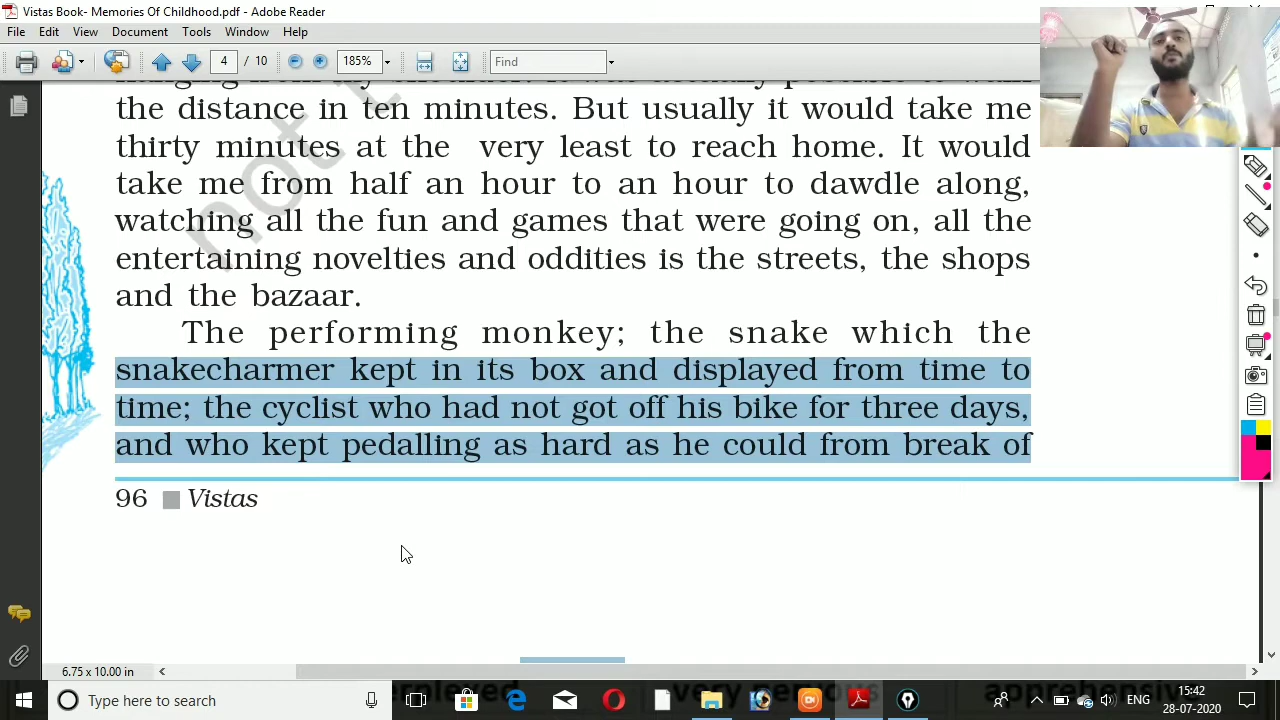 Vistas Book- Memories Of Childhood.pdf - Adobe Reader
File Edit View Document Tools Window Help
4 / 10 185% Find
the distance in ten minutes. But usually it would take me
thirty minutes at the very least to reach home. It would
take me from half an hour to an hour to dawdle along,
watching all the fun and games that were going on, all the
entertaining novelties and oddities is the streets, the shops
and the bazaar.
The performing monkey; the snake which the
snakecharmer kept in its box and displayed from time to
time; the cyclist who had not got off his bike for three days,
and who kept pedalling as hard as he could from break of
96 Vistas
not
6.75 x 10.00 in
very nervous
Type here to search
ENG
15:42
28-07-2020